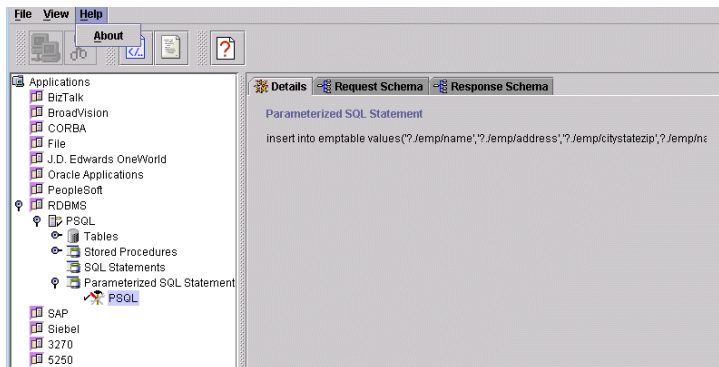 File View Help
About
Applications
BizTalk
BroadVision
CORBA
File
J.D. Edwards OneWorld
Oracle Applications
PeopleSoft
RDBMS
PSQL
Tables
Stored Procedures
SQL Statements
Parameterized SQL Statement
PSQL
SAP
Siebel
3270
5250
Details Request Schema Response Schema
Parameterized SQL Statement
insert into emptable values('?./emp/name','?./emp/address','?./emp/citystatezip',?./emp/na